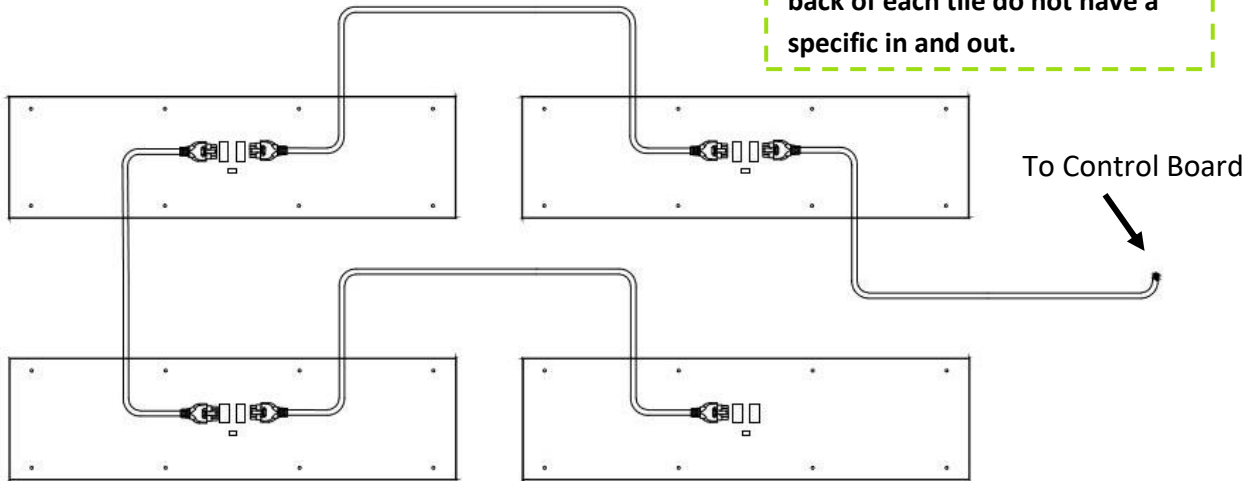 back of each tile do not have a
specific in and out.
To Control Board